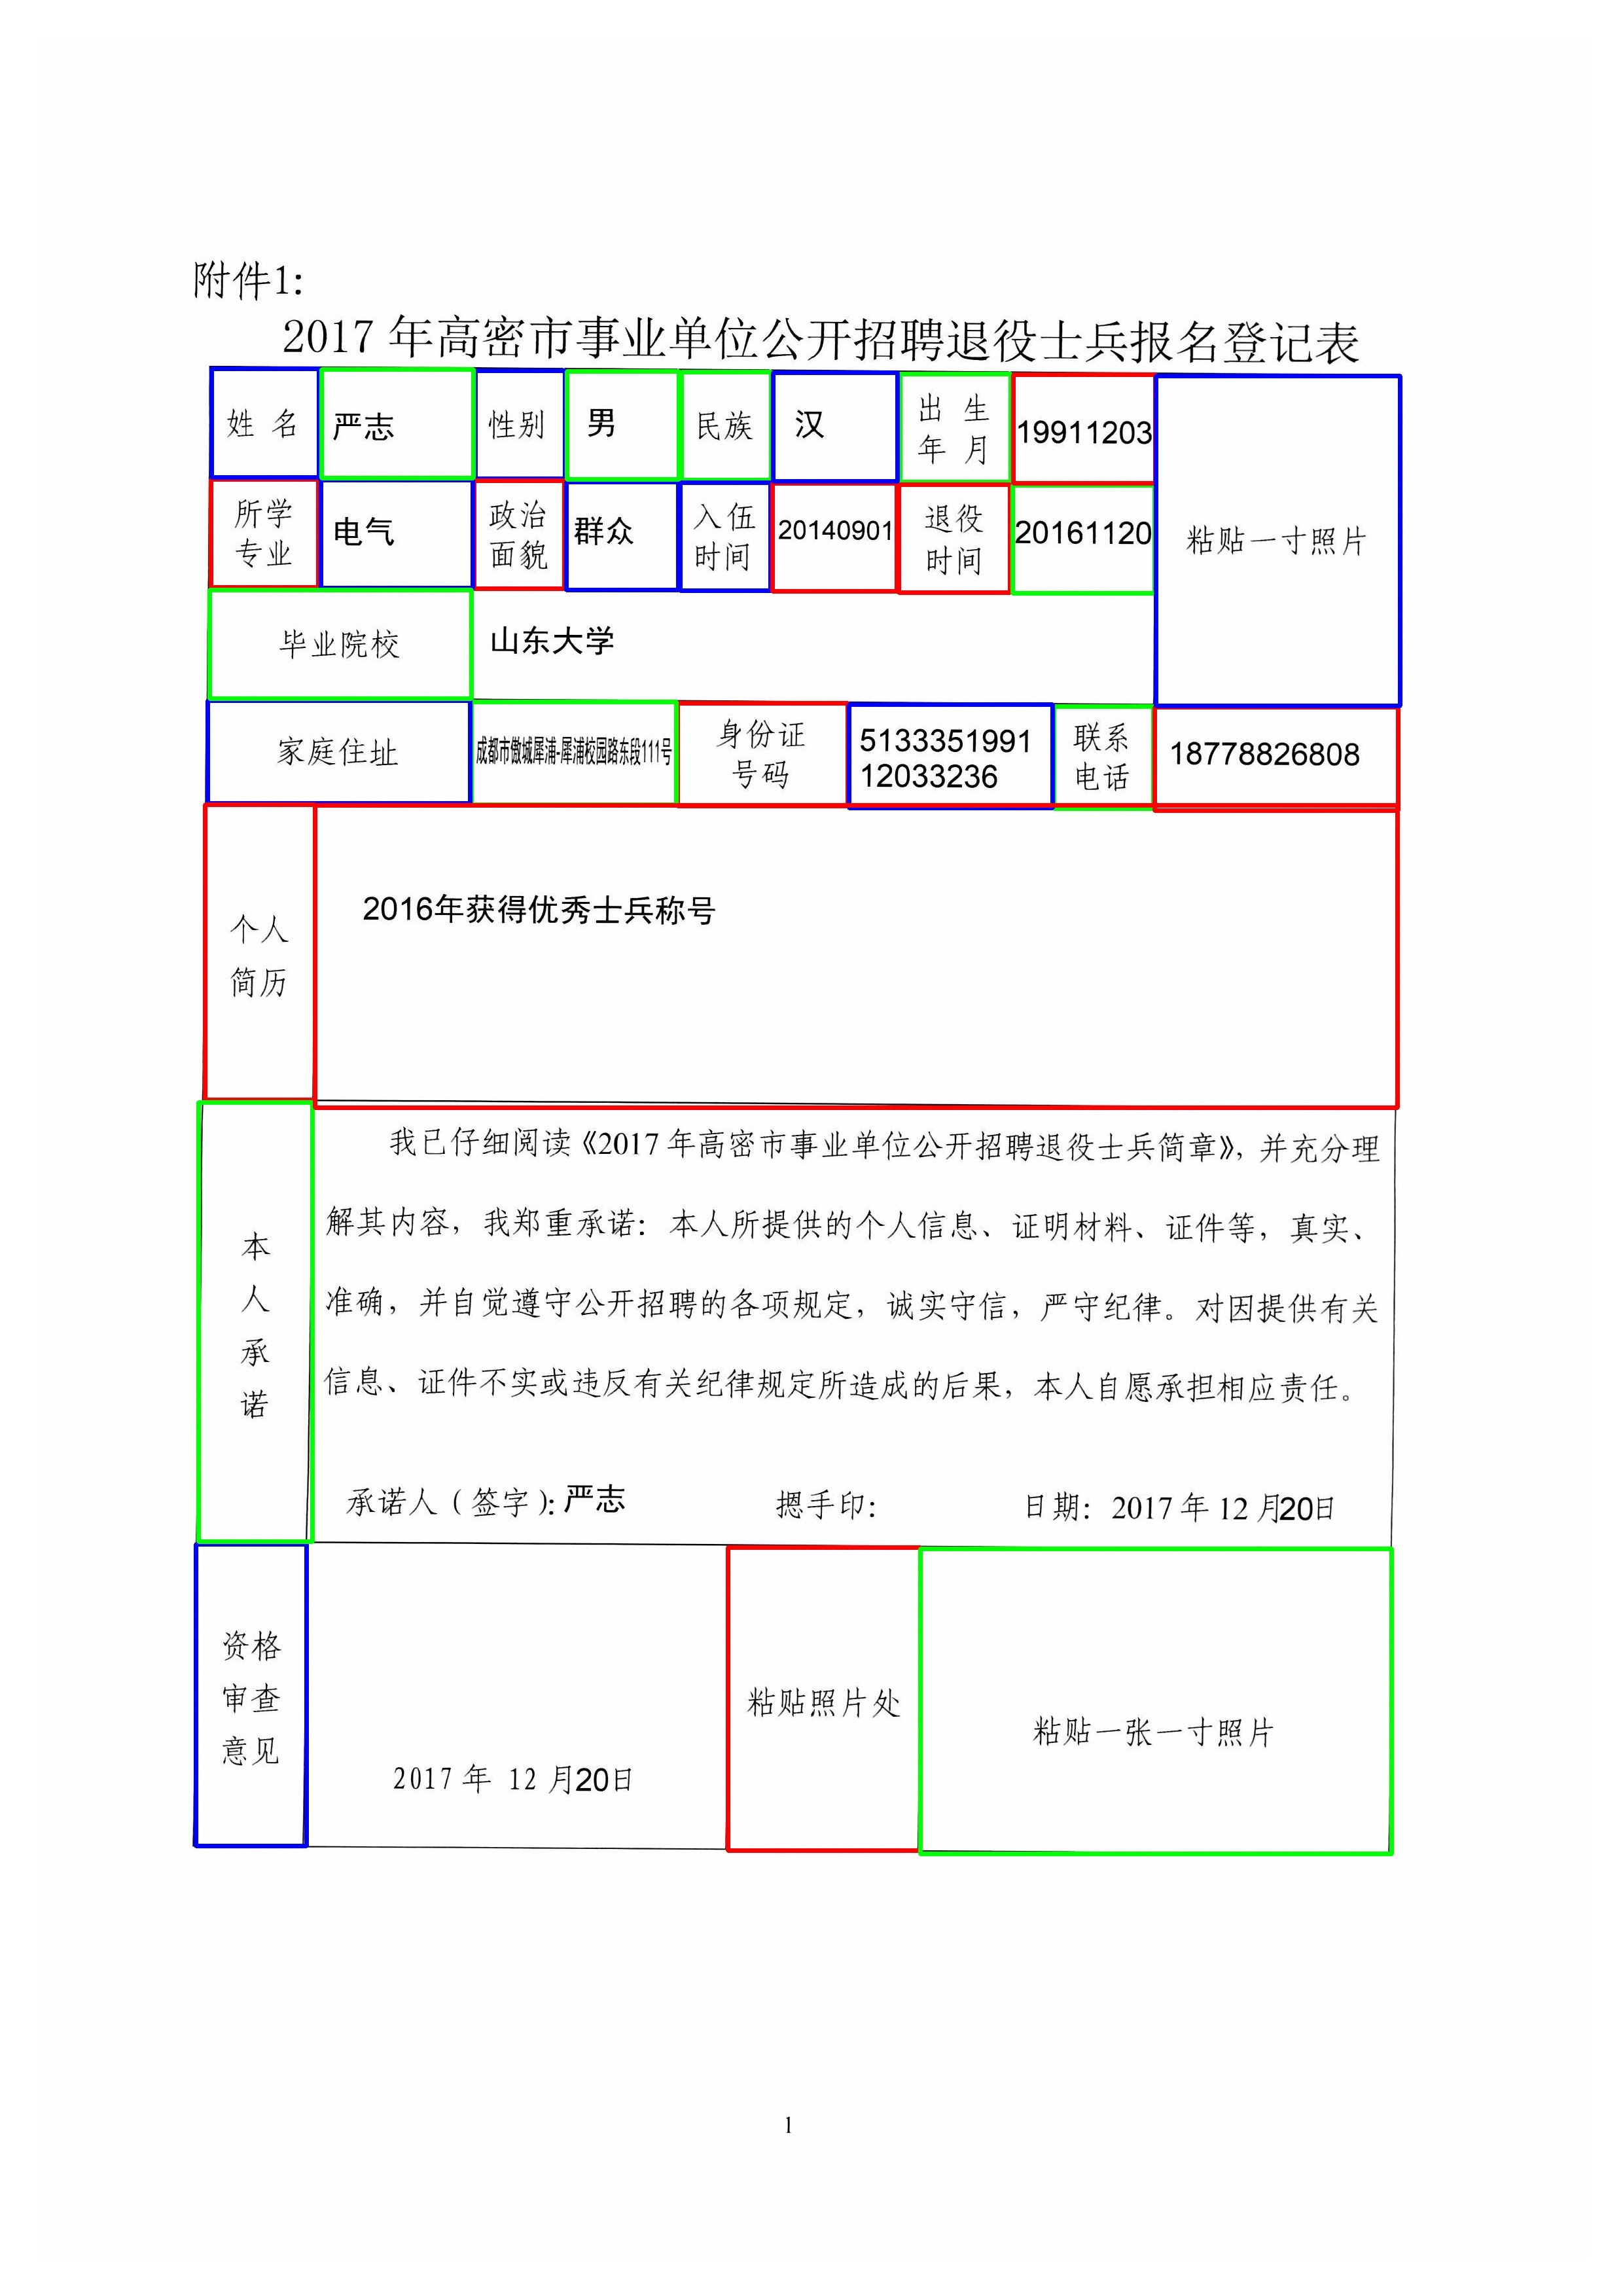 附件1:
2017 年高密市事业单位公开招聘退役士兵报名登记表
姓 名 严志 性别 男 民族 汉 出 生 年 月 19911203
所学 专业 电气 政治 面貌 群众 入伍 时间 20140901 退役 时间 20161120 粘贴一寸照片
毕业院校 山东大学
家庭住址 成都市傲城犀浦-犀浦校园路东段111号 身份证 号码 5133351991 12033236 联系 电话 18778826808
个人
简历
2016年获得优秀士兵称号
本
人
承
诺
我已仔细阅读《2017 年高密市事业单位公开招聘退役士兵简章》，并充分理
解其内容，我郑重承诺：本人所提供的个人信息、证明材料、证件等，真实、
准确，并自觉遵守公开招聘的各项规定，诚实守信，严守纪律。对因提供有关
信息、证件不实或违反有关纪律规定所造成的后果，本人自愿承担相应责任。
承诺人（签字）: 严志 摁手印: 日期: 2017 年 12 月20日
资格
审查
意见
2017 年 12 月20日
粘贴照片处
粘贴一张一寸照片
1